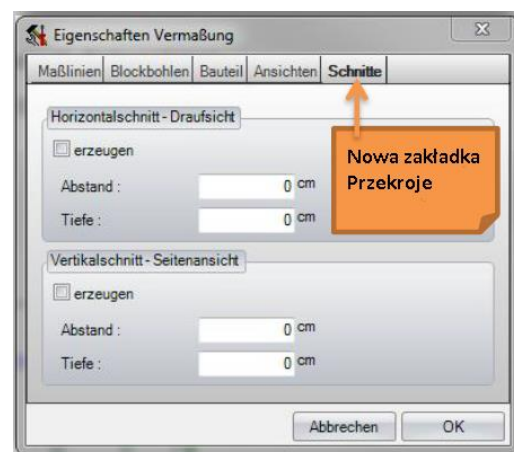 Eigenschaften Vermaßung
Maßlinien Blockbohlen Bauteil Ansichten Schnitte
Horizontalschnitt - Draufsicht
erzeugen
Abstand : 0 cm
Tiefe : 0 cm
Nowa zakładka
Przekroje
Vertikalschnitt - Seitenansicht
erzeugen
Abstand : 0 cm
Tiefe : 0 cm
Abbrechen OK